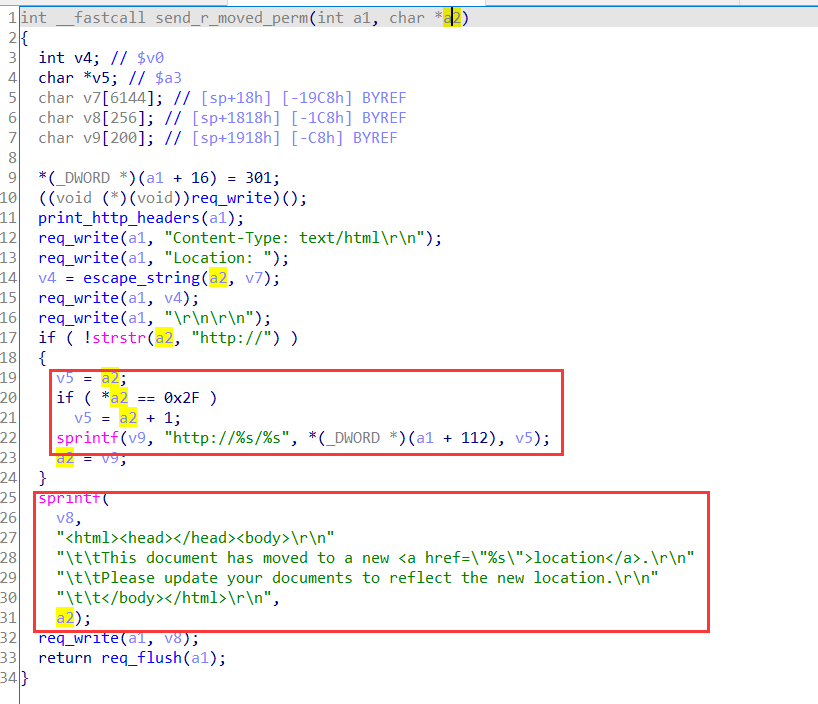 1 int __fastcall send_r_moved_perm(int a1, char *a2)
2 {
3 int v4; // $v0
4 char *v5; // $a3
5 char v7[6144]; // [sp+18h] [-19C8h] BYREF
6 char v8[256]; // [sp+1818h] [-1C8h] BYREF
7 char v9[200]; // [sp+1918h] [-C8h] BYREF
8
9 *(_DWORD *)(a1 + 16) = 301;
10 ((void (*)(void))req_write)();
11 print_http_headers(a1);
12 req_write(a1, "Content-Type: text/html\r\n");
13 req_write(a1, "Location: ");
14 v4 = escape_string(a2, v7);
15 req_write(a1, v4);
16 req_write(a1, "\r\n\r\n");
17 if ( !strstr(a2, "http://") )
18 {
19 v5 = a2;
20 if ( *a2 == 0x2F )
21 v5 = a2 + 1;
22 sprintf(v9, "http://%s/%s", *(_DWORD *)(a1 + 112), v5);
23 a2 = v9;
24 }
25 sprintf(
26 v8,
27 "<html><head></head><body>\r\n"
28 "\t\tThis document has moved to a new <a href=\"%s\">location</a>.\r\n"
29 "\t\tPlease update your documents to reflect the new location.\r\n"
30 "\t\t</body></html>\r\n",
31 a2);
32 req_write(a1, v8);
33 return req_flush(a1);
34 }